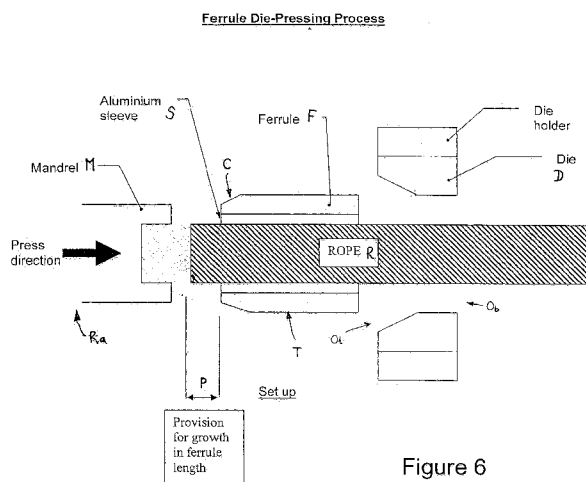 Ferrule Die-Pressing Process
Aluminium
sleeve S
Ferrule F
Die
holder
Die
D
C
Mandrel M
Press
direction
ROPE R
Ra
P
T
Oi
Ob
Set up
Provision
for growth
in ferrule
length
Figure 6